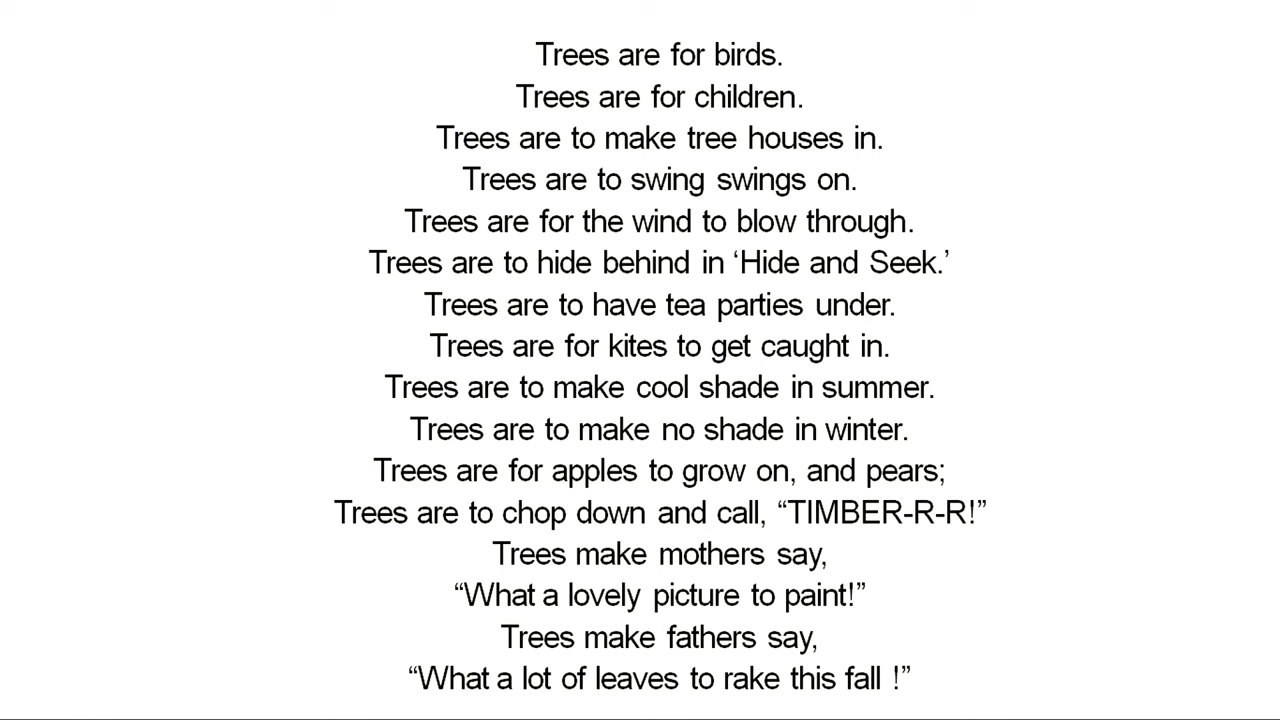 Trees are for birds.
Trees are for children.
Trees are to make tree houses in.
Trees are to swing swings on.
Trees are for the wind to blow through.
Trees are to hide behind in ‘Hide and Seek.’
Trees are to have tea parties under.
Trees are for kites to get caught in.
Trees are to make cool shade in summer.
Trees are to make no shade in winter.
Trees are for apples to grow on, and pears;
Trees are to chop down and call, “TIMBER-R-R!”
Trees make mothers say,
“What a lovely picture to paint!”
Trees make fathers say,
“What a lot of leaves to rake this fall !”